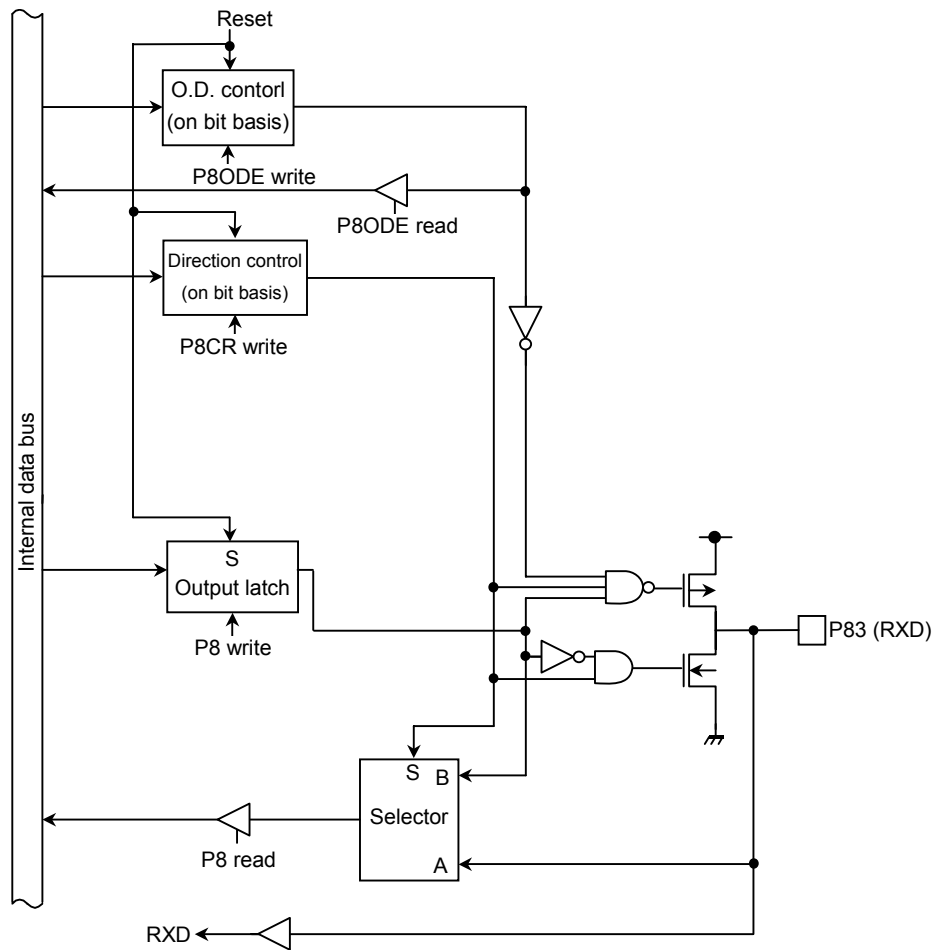 Reset
O.D. contorl
(on bit basis)
P8ODE write
P8ODE read
Direction control
(on bit basis)
P8CR write
Internal data bus
S
Output latch
P8 write
P83 (RXD)
S
B
Selector
A
P8 read
RXD